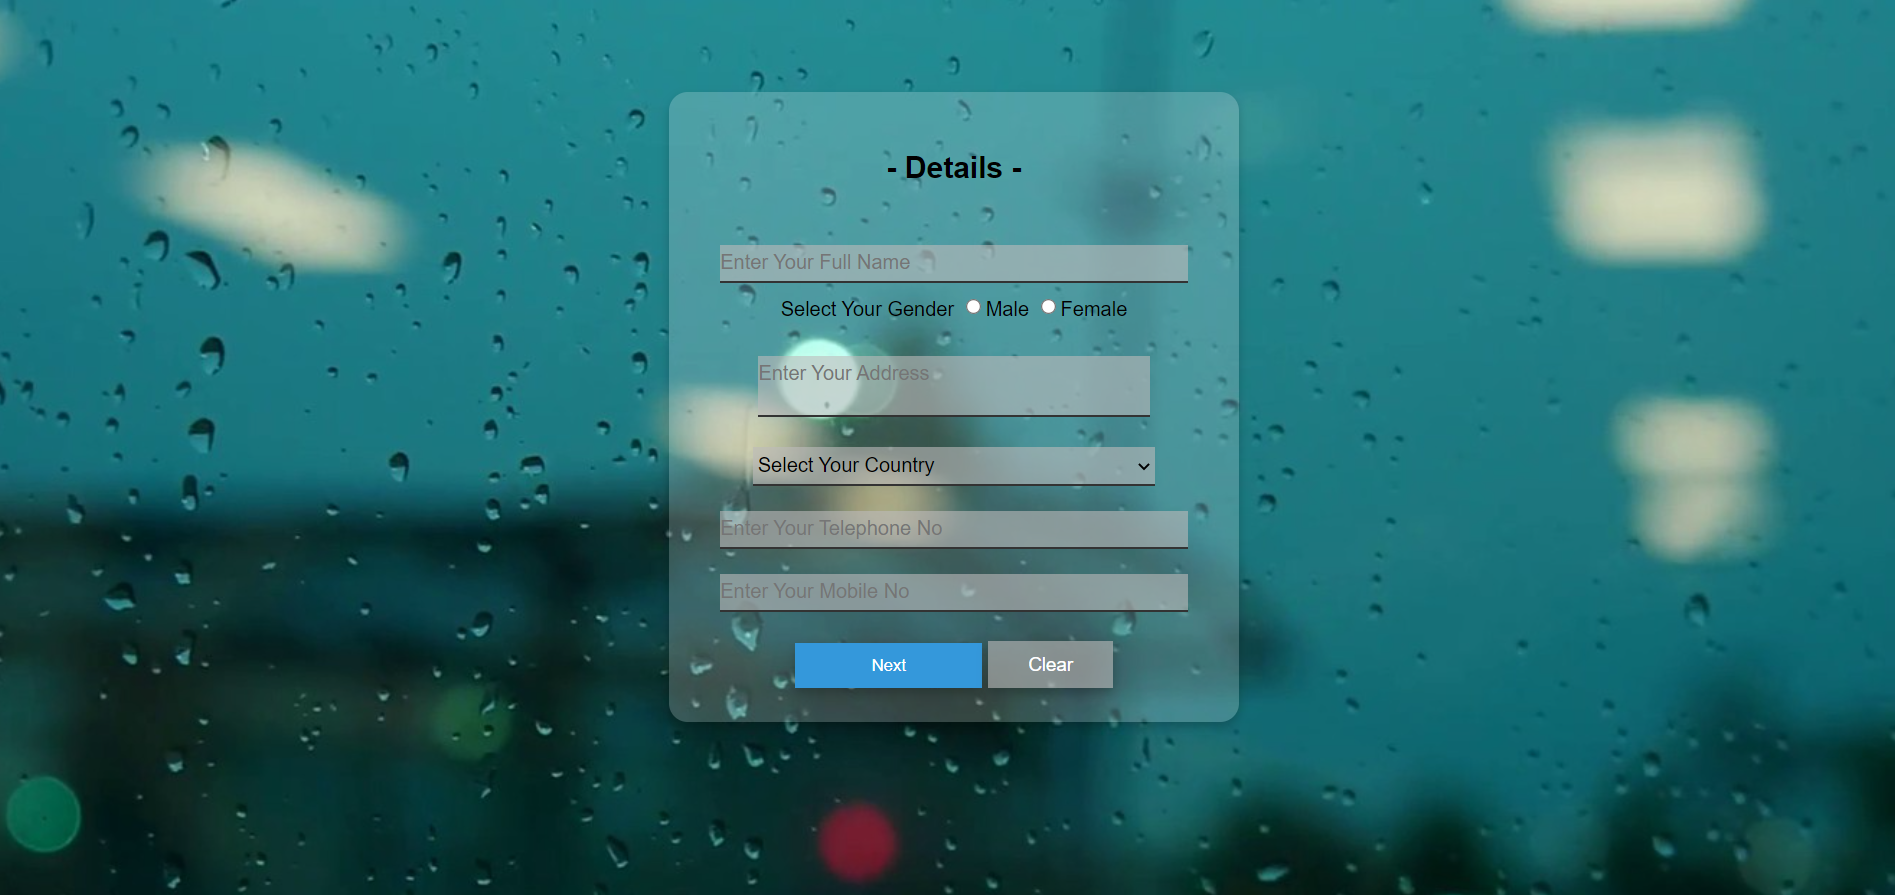 - Details -
Enter Your Full Name
Select Your Gender Male Female
Enter Your Address
Select Your Country
Enter Your Telephone No
Enter Your Mobile No
Next Clear